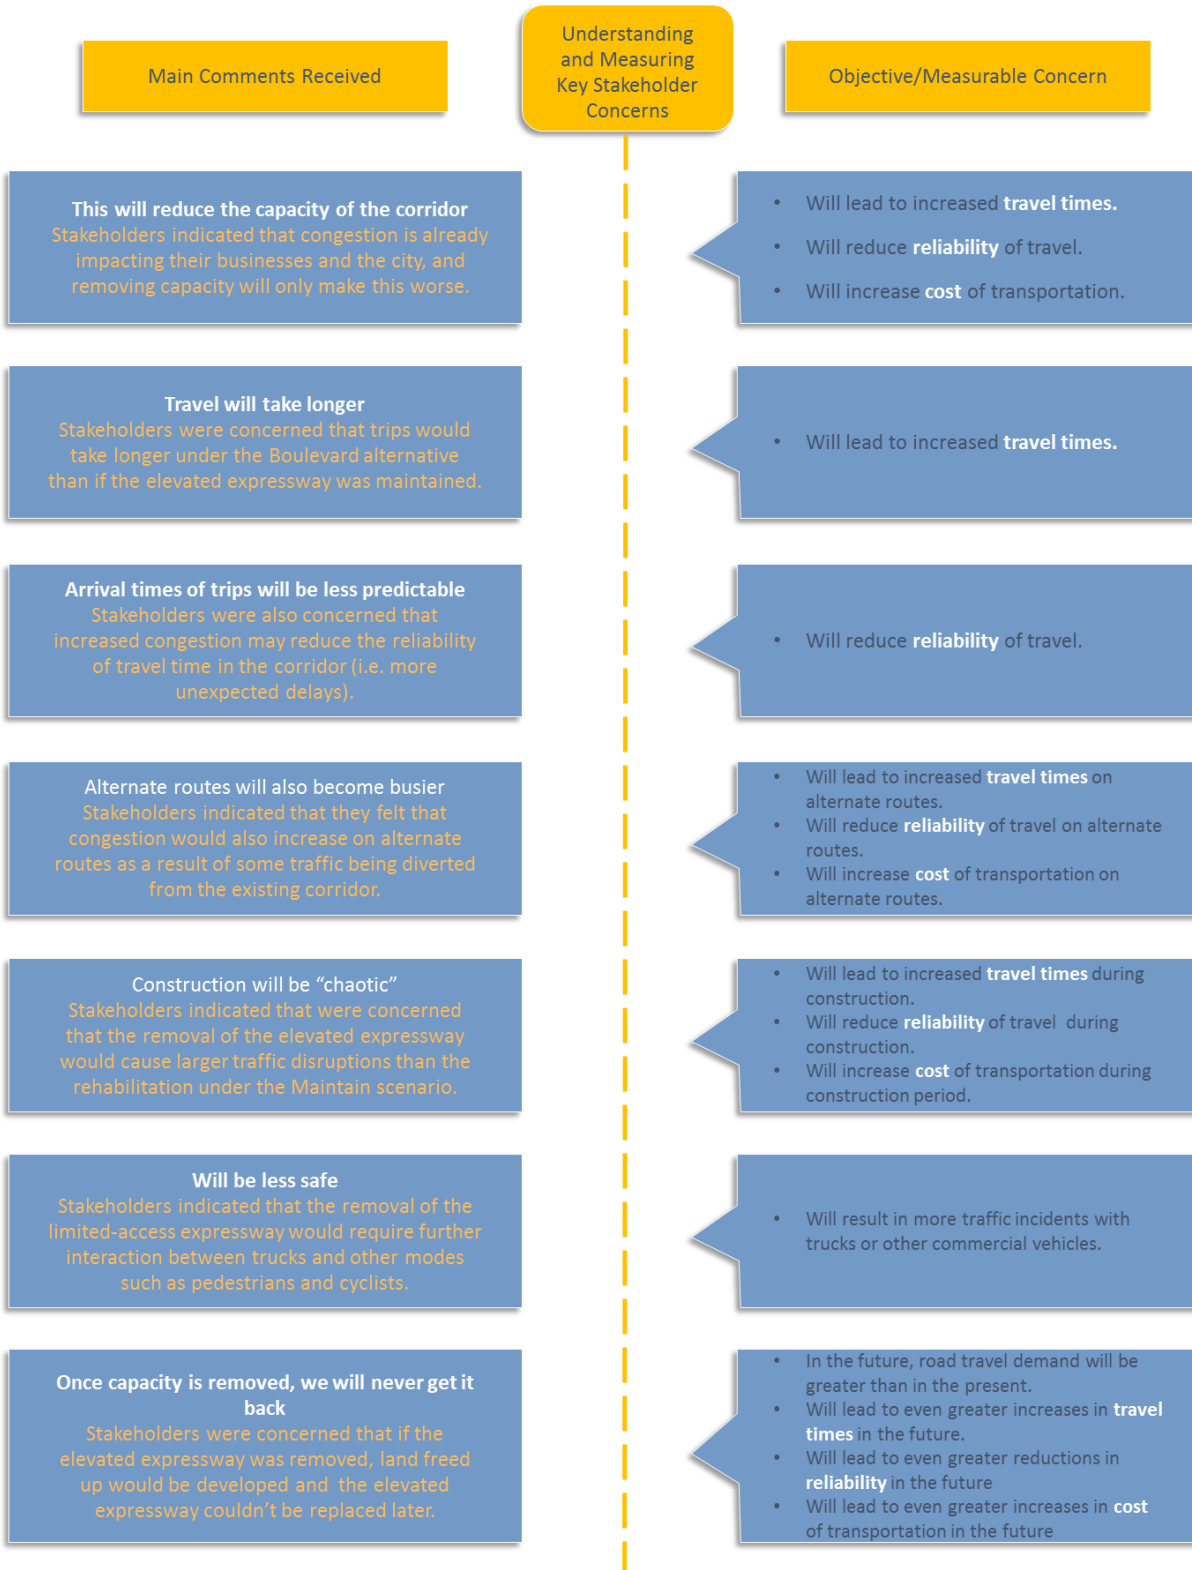 Main Comments Received
Understanding
and Measuring
Key Stakeholder
Concerns
Objective/Measurable Concern
This will reduce the capacity of the corridor
Stakeholders indicated that congestion is already
impacting their businesses and the city, and
removing capacity will only make this worse.
• Will lead to increased travel times.
• Will reduce reliability of travel.
• Will increase cost of transportation.
Travel will take longer
Stakeholders were concerned that trips would
take longer under the Boulevard alternative
than if the elevated expressway was maintained.
• Will lead to increased travel times.
Arrival times of trips will be less predictable
Stakeholders were also concerned that
increased congestion may reduce the reliability
of travel time in the corridor (i.e. more
unexpected delays).
• Will reduce reliability of travel.
Alternate routes will also become busier
Stakeholders indicated that they felt that
congestion would also increase on alternate
routes as a result of some traffic being diverted
from the existing corridor.
• Will lead to increased travel times on
alternate routes.
• Will reduce reliability of travel on alternate
routes.
• Will increase cost of transportation on
alternate routes.
Construction will be “chaotic”
Stakeholders indicated that were concerned
that the removal of the elevated expressway
would cause larger traffic disruptions than the
rehabilitation under the Maintain scenario.
• Will lead to increased travel times during
construction.
• Will reduce reliability of travel during
construction.
• Will increase cost of transportation during
construction period.
Will be less safe
Stakeholders indicated that the removal of the
limited-access expressway would require further
interaction between trucks and other modes
such as pedestrians and cyclists.
• Will result in more traffic incidents with
trucks or other commercial vehicles.
Once capacity is removed, we will never get it
back
Stakeholders were concerned that if the
elevated expressway was removed, land freed
up would be developed and the elevated
expressway couldn’t be replaced later.
• In the future, road travel demand will be
greater than in the present.
• Will lead to even greater increases in travel
times in the future.
• Will lead to even greater reductions in
reliability in the future
• Will lead to even greater increases in cost
of transportation in the future